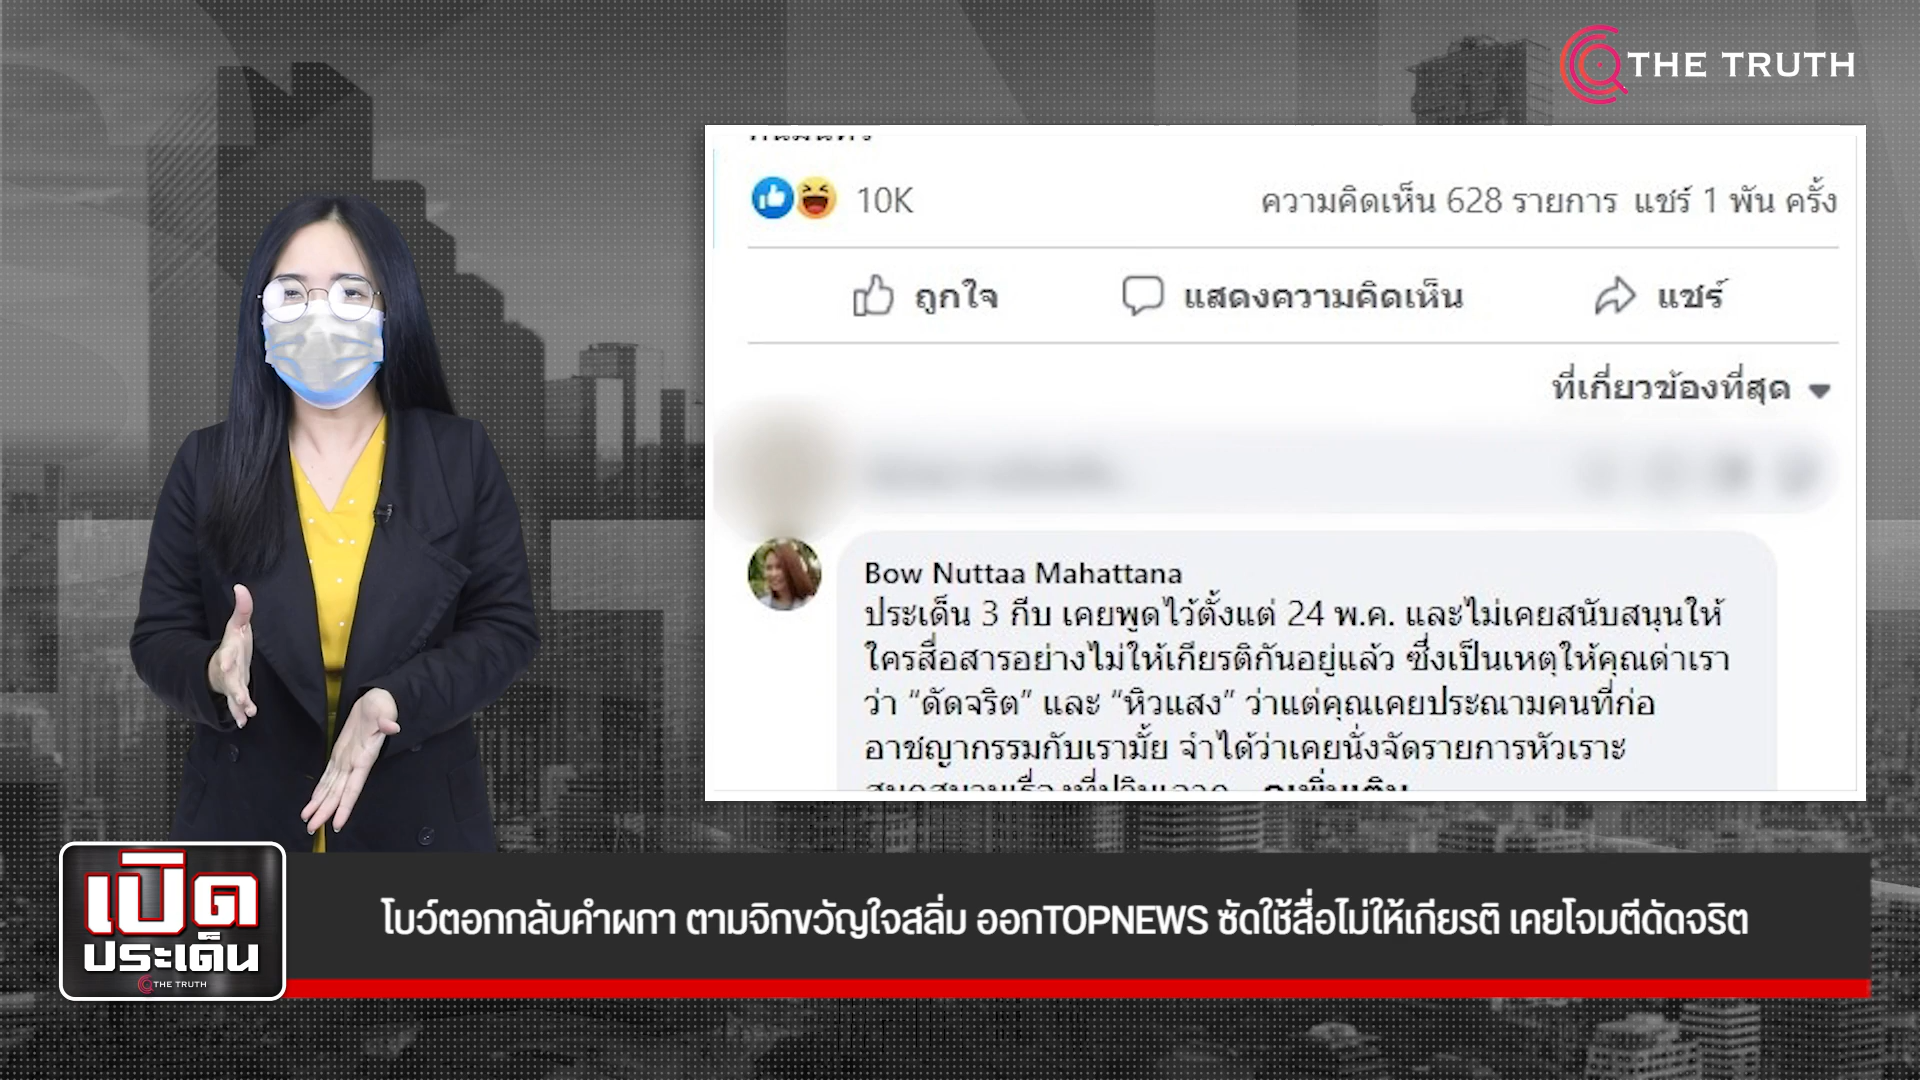 THE TRUTH
10K
ความคิดเห็น 628 รายการ แชร์ 1 พัน ครั้ง
ถูกใจ
แสดงความคิดเห็น
แชร์
ที่เกี่ยวข้องที่สุด
Bow Nuttaa Mahattana
ประเด็น 3 กีบ เคยพูดไว้ตั้งแต่ 24 พ.ค. และไม่เคยสนับสนุนให้
ใครสื่อสารอย่างไม่ให้เกียรติกันอยู่แล้ว ซึ่งเป็นเหตุให้คุณด่าเรา
ว่า "ดัดจริต" และ "หิวแสง" ว่าแต่คุณเคยประณามคนที่ก่อ
อาชญากรรมกับเรามั้ย จำได้ว่าเคยนั่งจัดรายการหัวเราะ
เปิด
ประเด็น
THE TRUTH
โบว์ตอกกลับคำผกา ตามจิกขวัญใจสลิ่ม ออกTOPNEWS ซัดใช้สื่อไม่ให้เกียรติ เคยโจมตีดัดจริต